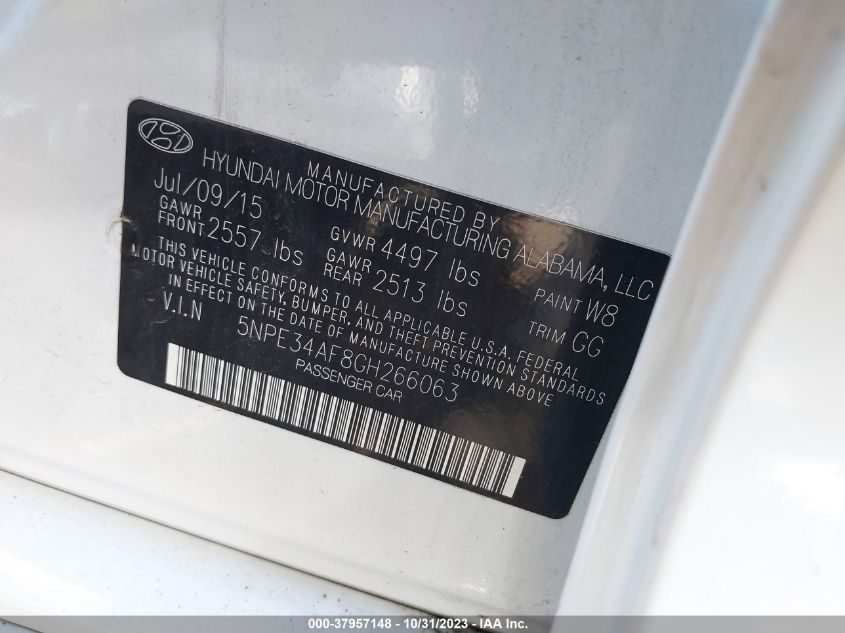 MANUFACTURED BY
HYUNDAI MOTOR MANUFACTURING ALABAMA, LLC
Jul/09/15
GVWR 4497 lbs
PAINT W8
GAWR FRONT 2557 lbs
GAWR REAR 2513 lbs
TRIM GG
THIS VEHICLE CONFORMS TO ALL APPLICABLE U.S.A. FEDERAL
MOTOR VEHICLE SAFETY, BUMPER, AND THEFT PREVENTION STANDARDS
IN EFFECT ON THE DATE OF MANUFACTURE SHOWN ABOVE
V.I.N 5NPE34AF8GH266063
PASSENGER CAR
000-37957148 - 10/31/2023 - IAA Inc.